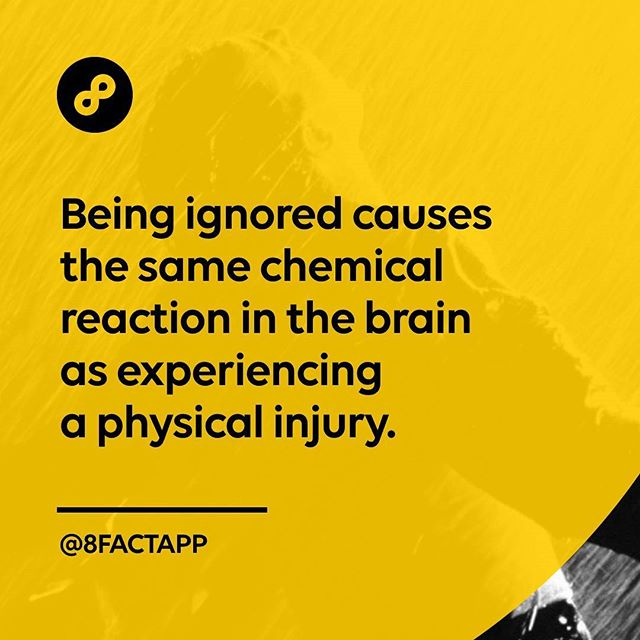 Being ignored causes
the same chemical
reaction in the brain
as experiencing
a physical injury.
@8FACTAPP